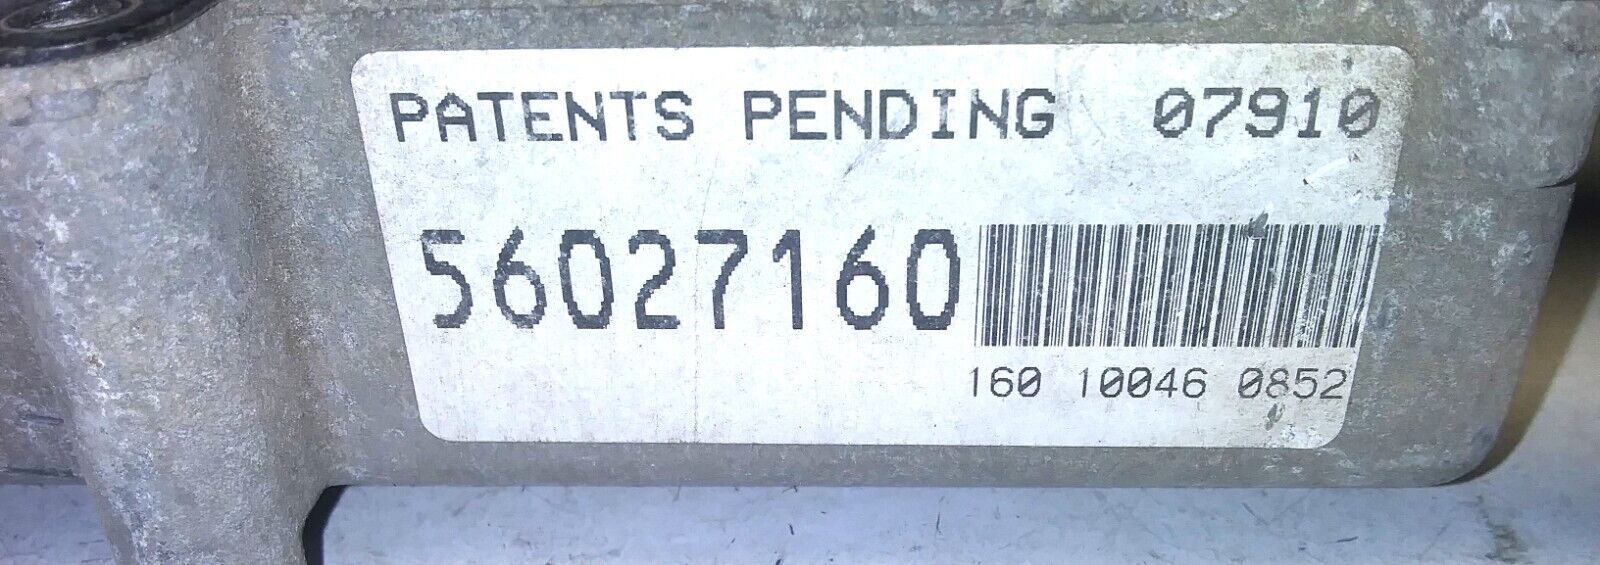 PATENTS PENDING 07910
56027160
160 10046 0852